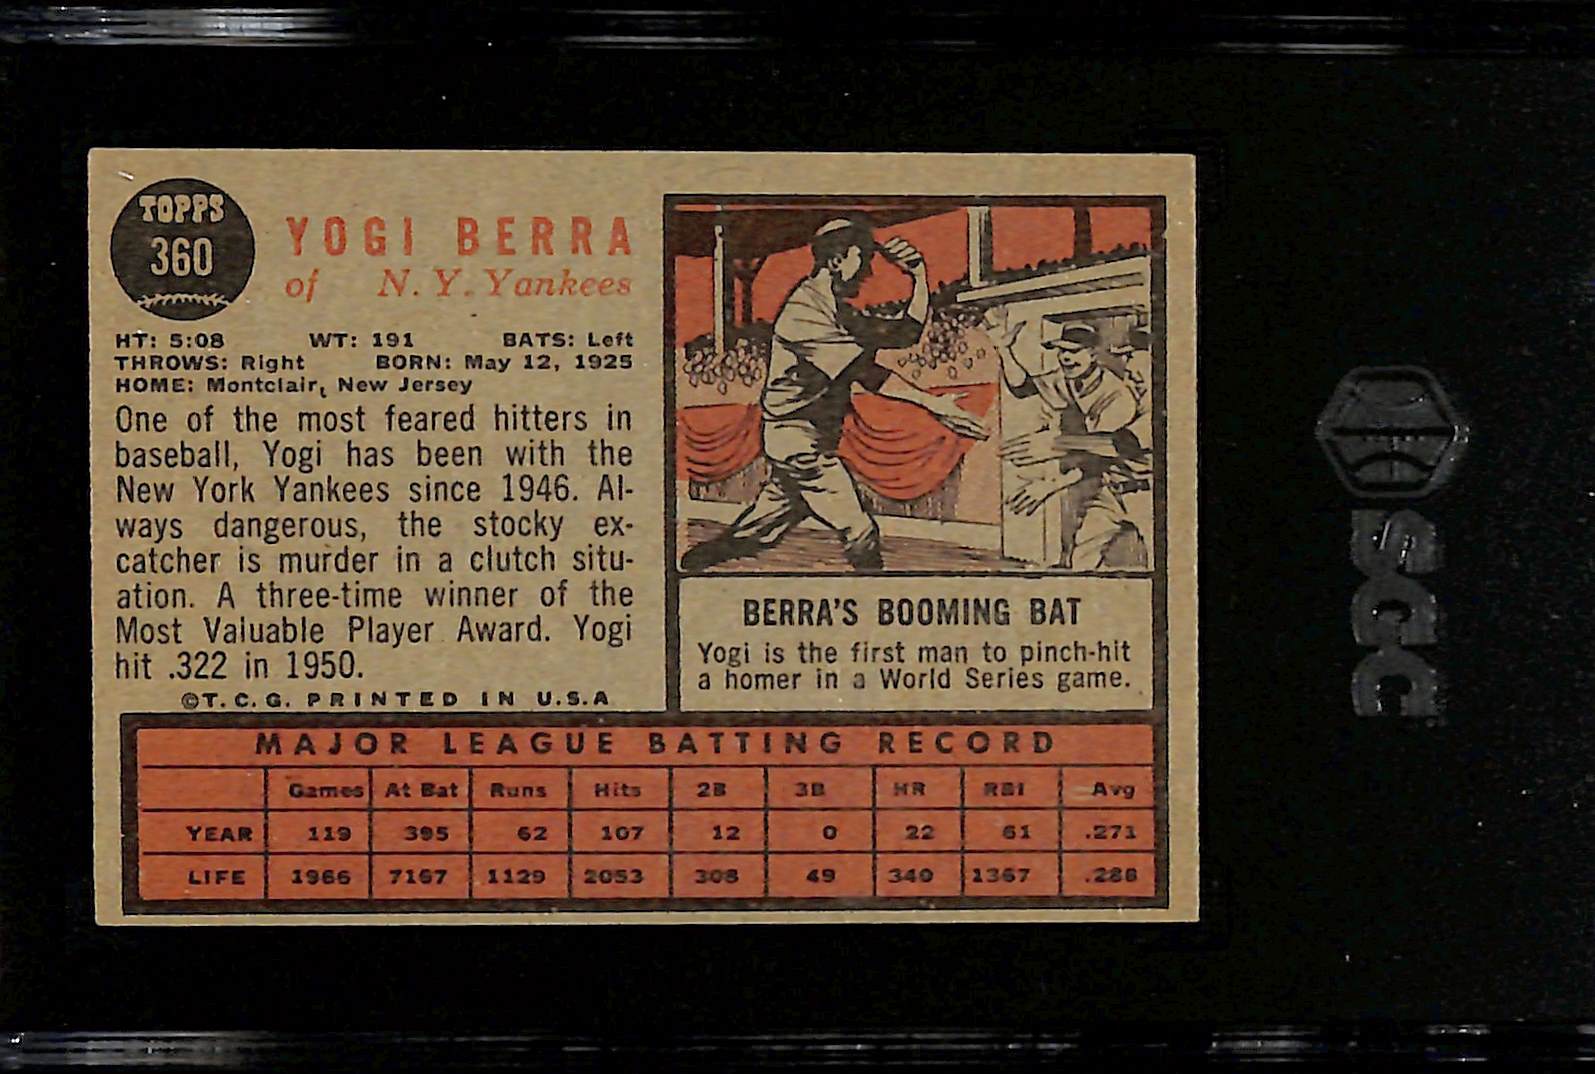 TOPPS
360
YOGI BERRA
of N. Y. Yankees
HT: 5:08 WT: 191 BATS: Left
THROWS: Right BORN: May 12, 1925
HOME: Montclair, New Jersey
One of the most feared hitters in
baseball, Yogi has been with the
New York Yankees since 1946. Al-
ways dangerous, the stocky ex-
catcher is murder in a clutch situ-
ation. A three-time winner of the
Most Valuable Player Award. Yogi
hit .322 in 1950.
©T.C.G. PRINTED IN U.S.A
BERRA'S BOOMING BAT
Yogi is the first man to pinch-hit
a homer in a World Series game.
MAJOR LEAGUE BATTING RECORD
Games At Bat Runs Hits 2B 3B HR RBI Avg
YEAR 119 395 62 107 12 0 22 61 .271
LIFE 1966 7167 1129 2053 308 49 340 1367 .288
SGC